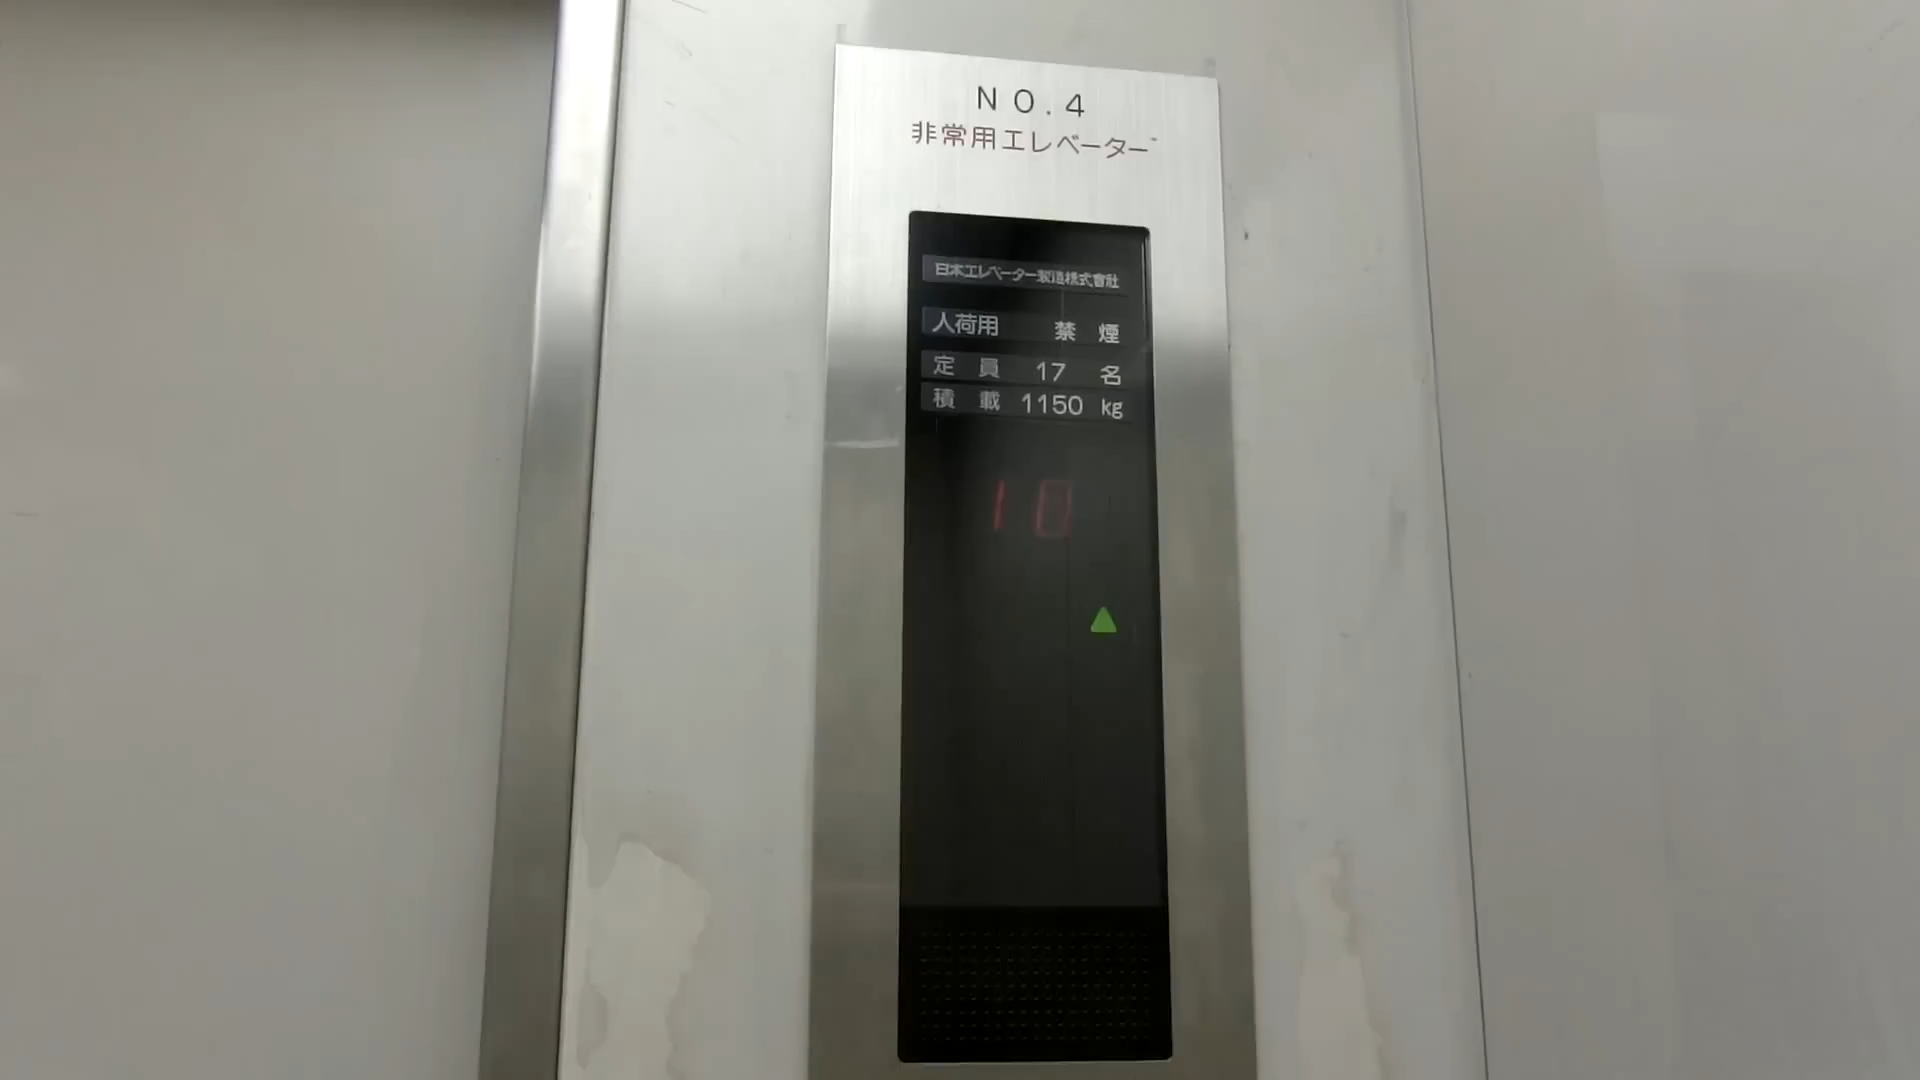 NO.4
非常用エレベーター
日本エレベーター製造株式會社
人荷用 禁煙
定員 17 名
積載 1150 kg
10